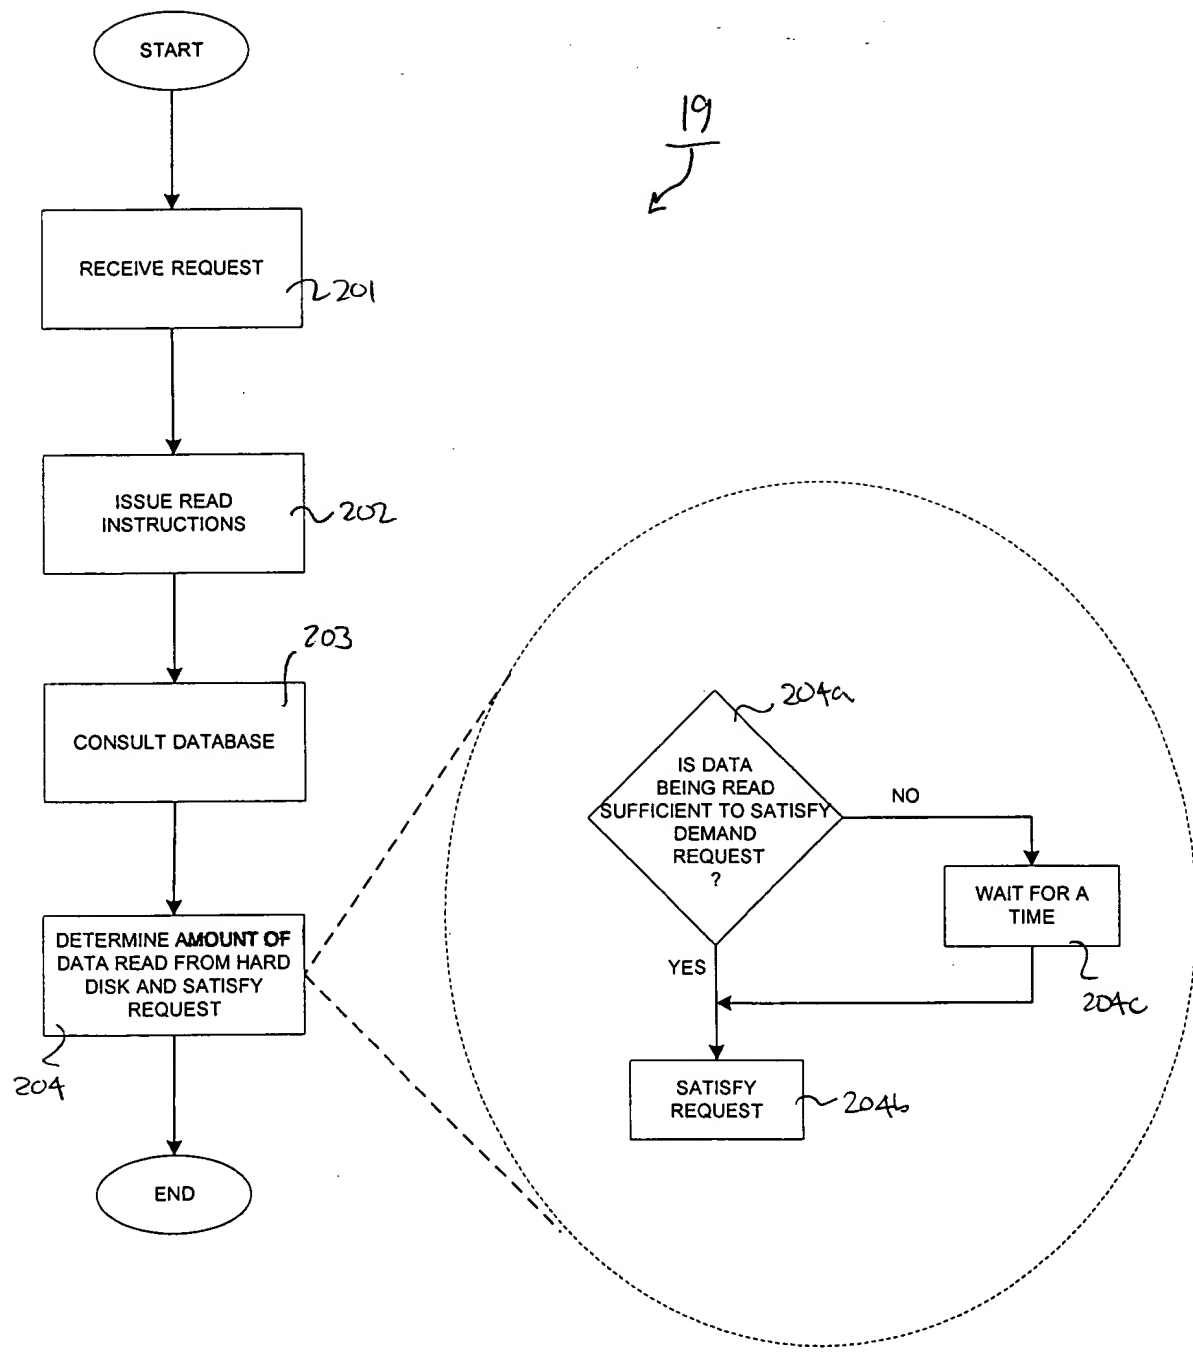 START
19
RECEIVE REQUEST
201
ISSUE READ
INSTRUCTIONS
202
203
CONSULT DATABASE
DETERMINE AMOUNT OF
DATA READ FROM HARD
DISK AND SATISFY
REQUEST
204
END
204a
IS DATA
BEING READ
SUFFICIENT TO SATISFY
DEMAND
REQUEST
?
NO
WAIT FOR A
TIME
204c
YES
SATISFY
REQUEST
204b